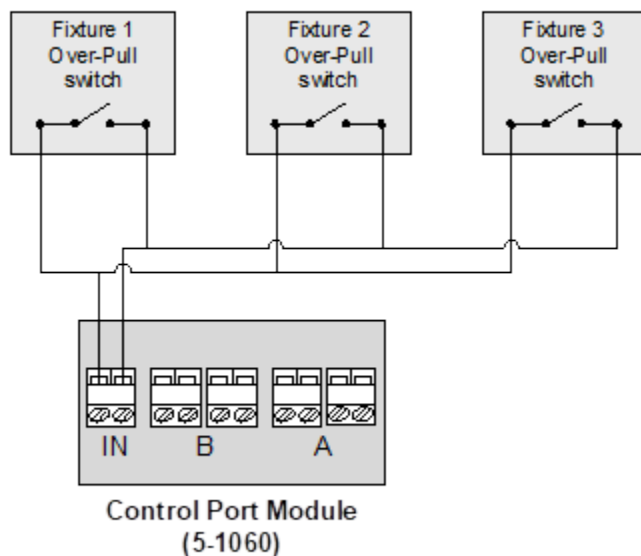 Fixture 1
Over-Pull
switch
Fixture 2
Over-Pull
switch
Fixture 3
Over-Pull
switch
IN
B
A
Control Port Module
(5-1060)